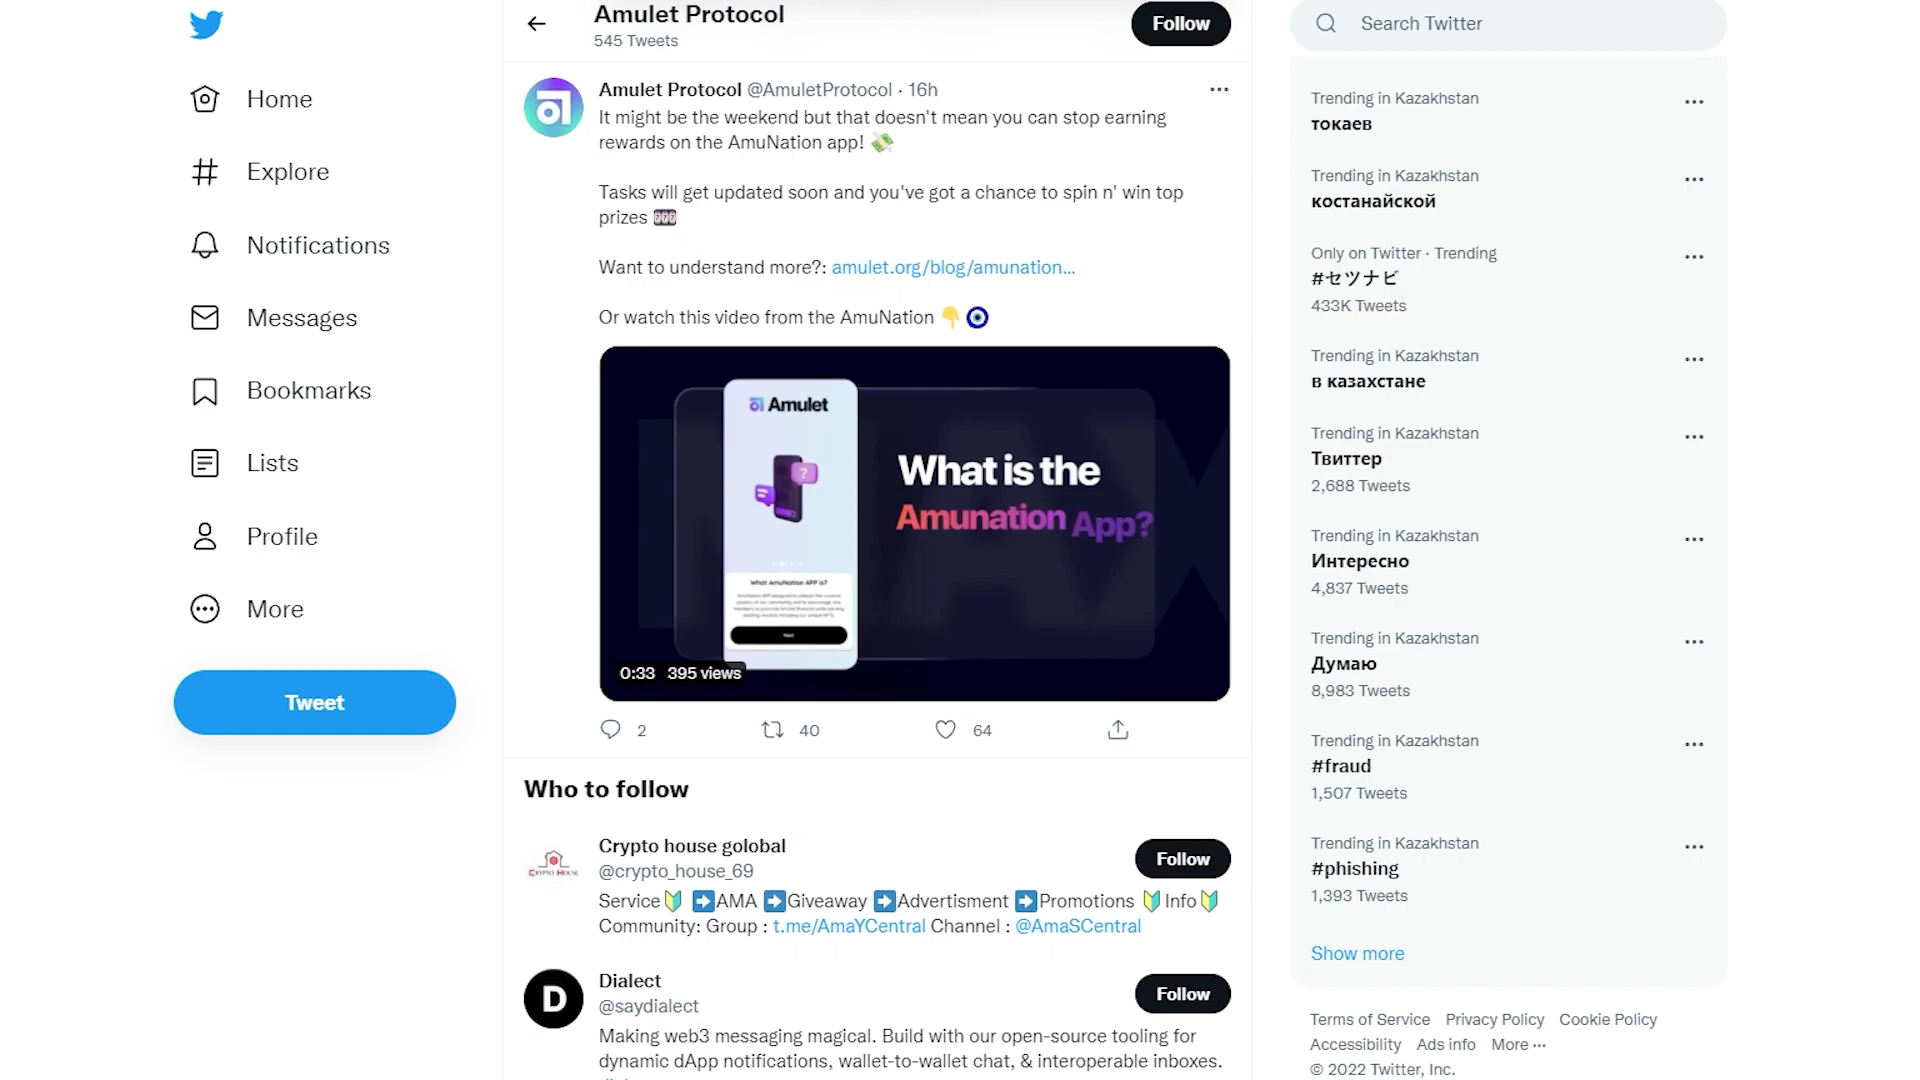 Home
Explore
Notifications
Messages
Bookmarks
Lists
Profile
More
Tweet
Amulet Protocol
545 Tweets
Follow
Amulet Protocol @AmuletProtocol · 16h
It might be the weekend but that doesn't mean you can stop earning
rewards on the AmuNation app! 💸
Tasks will get updated soon and you've got a chance to spin n' win top
prizes 🎰
Want to understand more?: amulet.org/blog/amunation…
Or watch this video from the AmuNation 👇🧿
Amulet
What AmuNation APP is?
Next
What is the
Amunation App?
0:33 395 views
2 40 64
Who to follow
Crypto house golobal
@crypto_house_69
Follow
Service🔰 ➡️AMA ➡️Giveaway ➡️Advertisment ➡️Promotions 🔰Info🔰
Community: Group : t.me/AmaYCentral Channel : @AmaSCentral
CRYPTO HOUSE
D
Dialect
@saydialect
Follow
Making web3 messaging magical. Build with our open-source tooling for
dynamic dApp notifications, wallet-to-wallet chat, & interoperable inboxes.
Search Twitter
Trending in Kazakhstan
токаев
Trending in Kazakhstan
костанайской
Only on Twitter · Trending
#セツナビ
433K Tweets
Trending in Kazakhstan
в казахстане
Trending in Kazakhstan
Твиттер
2,688 Tweets
Trending in Kazakhstan
Интересно
4,837 Tweets
Trending in Kazakhstan
Думаю
8,983 Tweets
Trending in Kazakhstan
#fraud
1,507 Tweets
Trending in Kazakhstan
#phishing
1,393 Tweets
Show more
Terms of Service Privacy Policy Cookie Policy
Accessibility Ads info More ···
© 2022 Twitter, Inc.